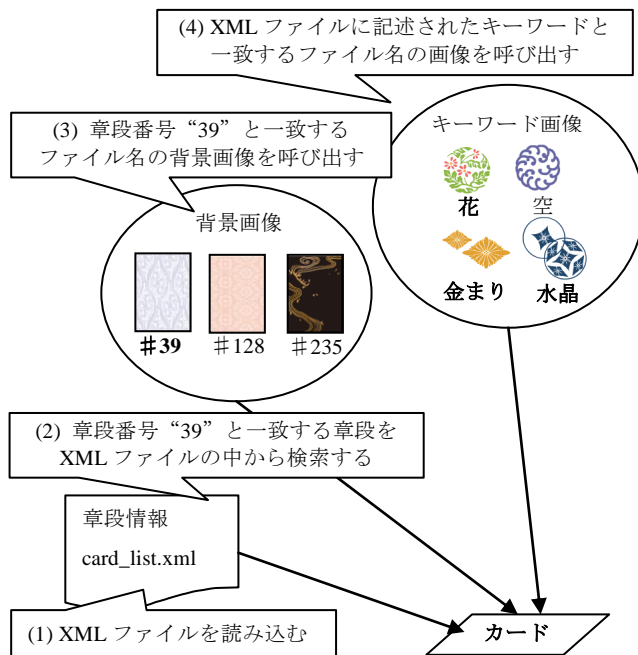 (4) XML ファイルに記述されたキーワードと
一致するファイル名の画像を呼び出す
(3) 章段番号“39”と一致する
ファイル名の背景画像を呼び出す
キーワード画像
花
空
金まり
水晶
背景画像
＃39
＃128
＃235
(2) 章段番号“39”と一致する章段を
XML ファイルの中から検索する
章段情報
card_list.xml
(1) XML ファイルを読み込む
カード